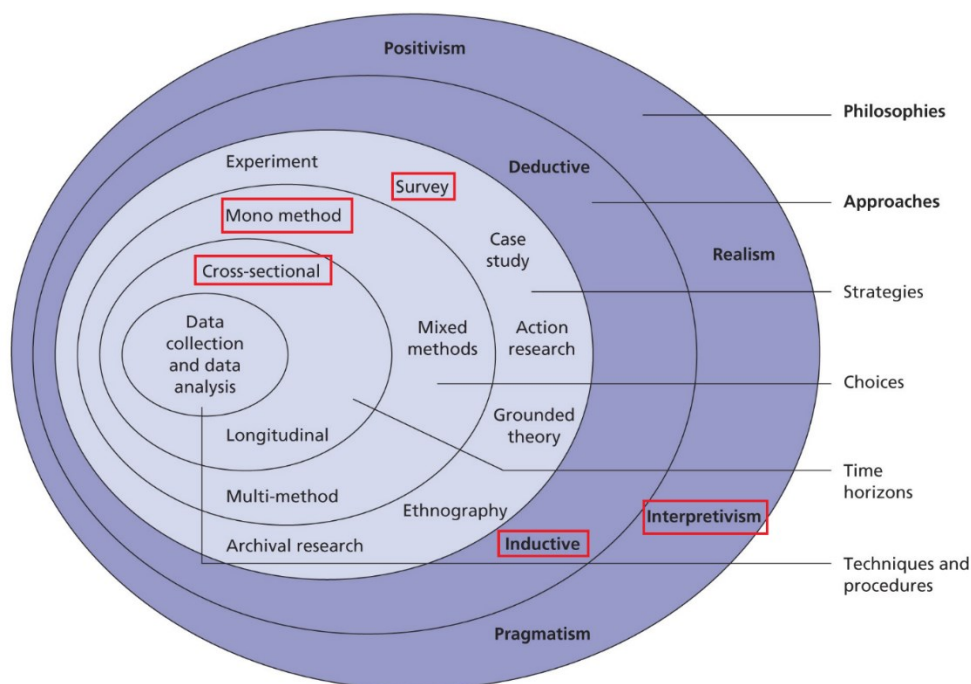 Positivism
Philosophies
Experiment
Deductive
Survey
Approaches
Mono method
Case
study
Realism
Cross-sectional
Strategies
Data
collection
and data
analysis
Mixed
methods
Action
research
Choices
Grounded
theory
Longitudinal
Time
horizons
Multi-method
Ethnography
Interpretivism
Archival research
Inductive
Techniques and
procedures
Pragmatism